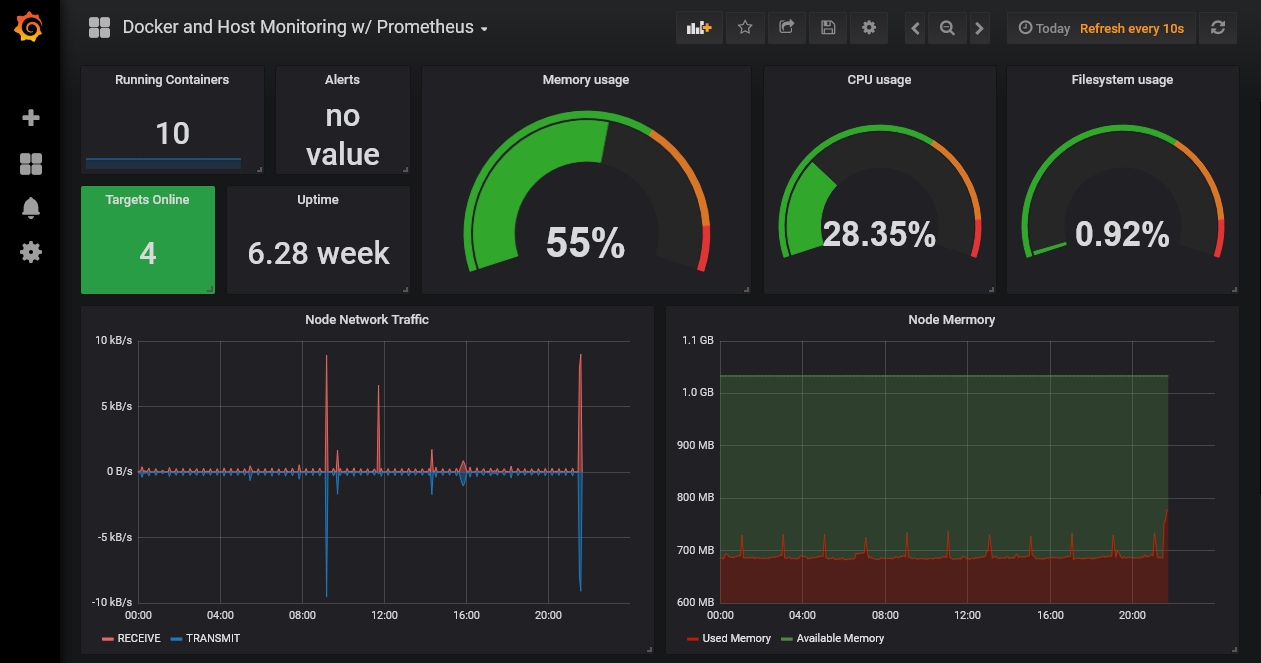 Docker and Host Monitoring w/ Prometheus
Today Refresh every 10s
Running Containers
10
Alerts
no
value
Targets Online
4
Uptime
6.28 week
Memory usage
55%
CPU usage
28.35%
Filesystem usage
0.92%
Node Network Traffic
10 kB/s
5 kB/s
0 B/s
-5 kB/s
-10 kB/s
00:00 04:00 08:00 12:00 16:00 20:00
RECEIVE TRANSMIT
Node Mermory
1.1 GB
1.0 GB
900 MB
800 MB
700 MB
600 MB
00:00 04:00 08:00 12:00 16:00 20:00
Used Memory Available Memory